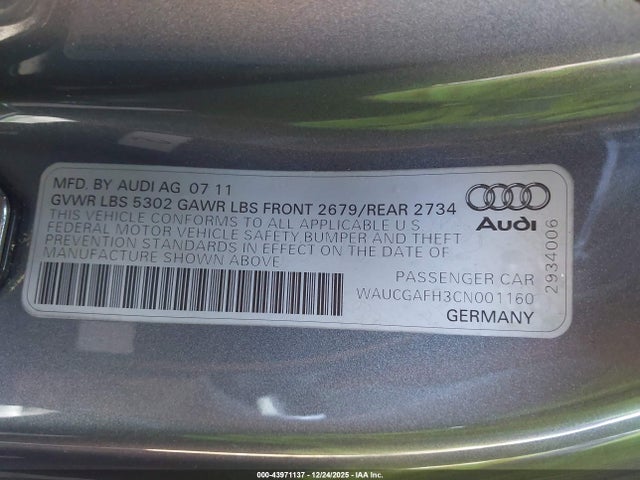 MFD. BY AUDI AG 07 11
GVWR LBS 5302 GAWR LBS FRONT 2679/REAR 2734
THIS VEHICLE CONFORMS TO ALL APPLICABLE U S
FEDERAL MOTOR VEHICLE SAFETY BUMPER AND THEFT
PREVENTION STANDARDS IN EFFECT ON THE DATE OF
MANUFACTURE SHOWN ABOVE.
Audi
2934006
PASSENGER CAR
WAUCGAFH3CN001160
GERMANY
000-43971137 - 12/24/2025 - IAA Inc.